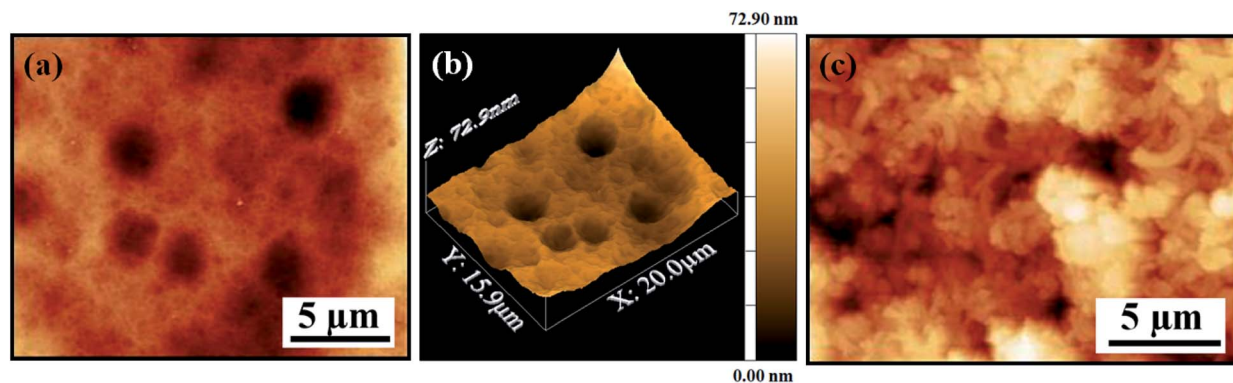 (a)
5 µm
(b)
Z: 72.9nm
Y: 15.9µm
X: 20.0µm
72.90 nm
0.00 nm
(c)
5 µm